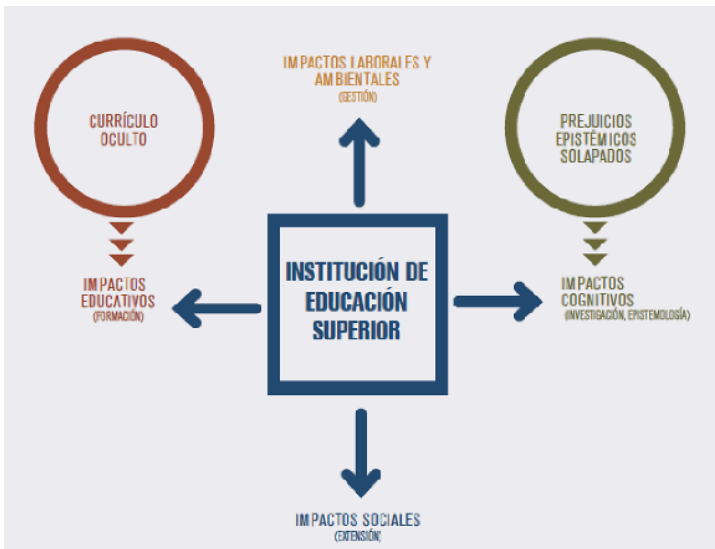 IMPACTOS LABORALES Y
AMBIENTALES
(GESTIÓN)
CURRÍCULO
OCULTO
PREJUICIOS
EPISTÉMICOS
SOLAPADOS
INSTITUCIÓN DE
EDUCACIÓN
SUPERIOR
IMPACTOS
EDUCATIVOS
(FORMACIÓN)
IMPACTOS
COGNITIVOS
(INVESTIGACIÓN, EPISTEMOLOGÍA)
IMPACTOS SOCIALES
(EXTENSIÓN)